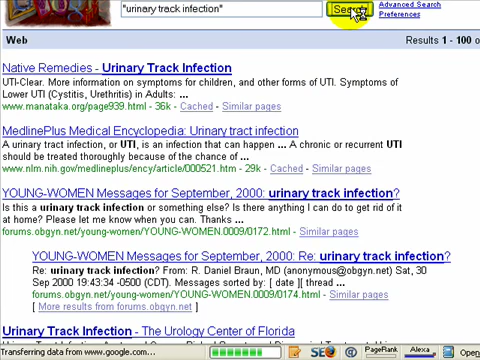 "urinary track infection" Search Advanced Search
Preferences
Web Results 1 - 100 o
Native Remedies - Urinary Track Infection
UTI-Clear. More information on symptoms for children, and other forms of UTI. Symptoms of
Lower UTI (Cystitis, Urethritis) in Adults: ...
www.manataka.org/page939.html - 36k - Cached - Similar pages
MedlinePlus Medical Encyclopedia: Urinary tract infection
A urinary tract infection, or UTI, is an infection that can happen ... A chronic or recurrent UTI
should be treated thoroughly because of the chance of ...
www.nlm.nih.gov/medlineplus/ency/article/000521.htm - 29k - Cached - Similar pages
YOUNG-WOMEN Messages for September, 2000: urinary track infection?
Is this a urinary track infection or something else? Is there anything I can do to get rid of it
at home? Please let me know when you can. Thanks ...
forums.obgyn.net/young-women/YOUNG-WOMEN.0009/0172.html - Similar pages
YOUNG-WOMEN Messages for September, 2000: Re: urinary track infection?
Re: urinary track infection? From: R. Daniel Braun, MD (anonymous@obgyn.net) Sat, 30
Sep 2000 19:43:34 -0500 (CDT). Messages sorted by: [ date ][ thread ...
forums.obgyn.net/young-women/YOUNG-WOMEN.0009/0174.html - Similar pages
[ More results from forums.obgyn.net ]
Urinary Track Infection - The Urology Center of Florida
Transferring data from www.google.com... SEO PageRank Alexa Open